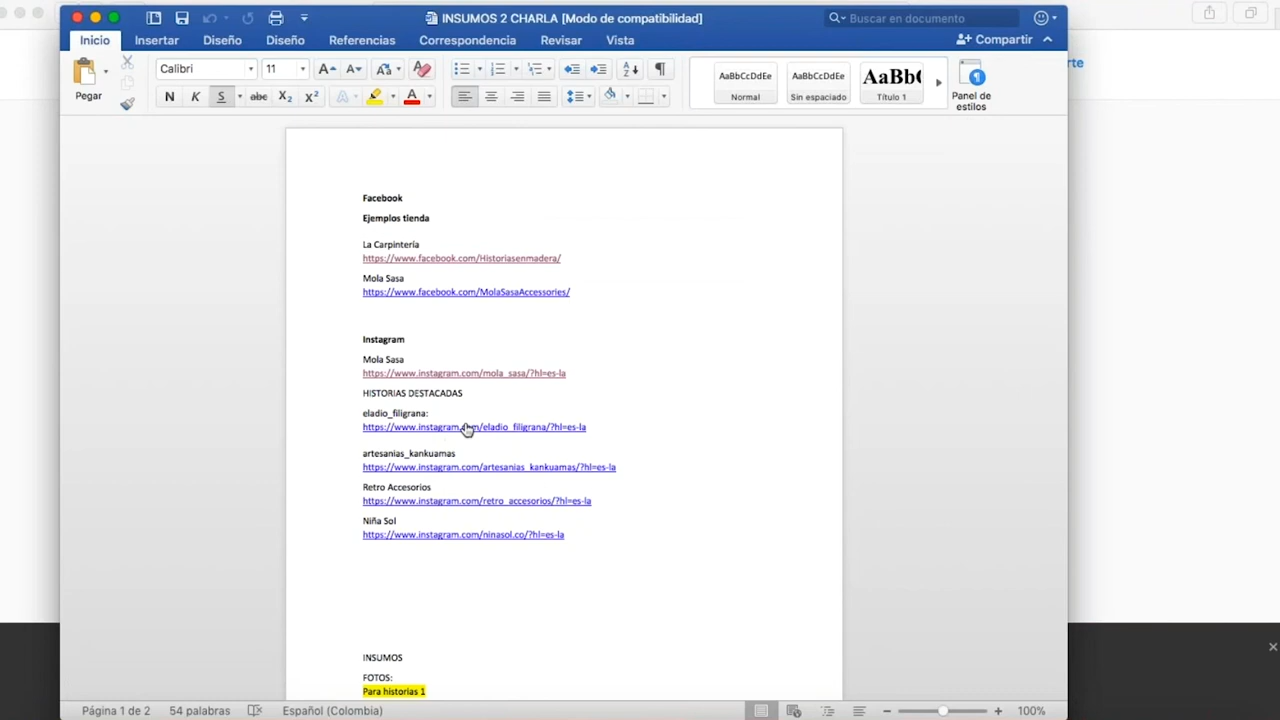 INSUMOS 2 CHARLA [Modo de compatibilidad]
Buscar en documento
Inicio
Insertar
Diseño
Diseño
Referencias
Correspondencia
Revisar
Vista
Compartir
rte
Pegar
Calibri
11
N K S abc X₂ X²
AaBbCcDdEe
Normal
AaBbCcDdEe
Sin espaciado
AaBb(
Título 1
Panel de
estilos
Facebook
Ejemplos tienda
La Carpintería
https://www.facebook.com/Historiasenmadera/
Mola Sasa
https://www.facebook.com/MolaSasaAccessories/
Instagram
Mola Sasa
https://www.instagram.com/mola_sasa/?hl=es-la
HISTORIAS DESTACADAS
eladio_filigrana:
https://www.instagram.com/eladio_filigrana/?hl=es-la
artesanias_kankuamas
https://www.instagram.com/artesanias_kankuamas/?hl=es-la
Retro Accesorios
https://www.instagram.com/retro_accesorios/?hl=es-la
Niña Sol
https://www.instagram.com/ninasol.co/?hl=es-la
INSUMOS
FOTOS:
Para historias 1
Página 1 de 2
54 palabras
Español (Colombia)
100%